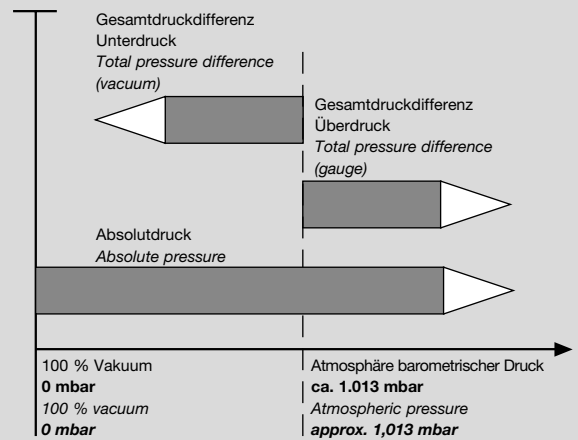 Gesamtdruckdifferenz
Unterdruck
Total pressure difference
(vacuum)
Gesamtdruckdifferenz
Überdruck
Total pressure difference
(gauge)
Absolutdruck
Absolute pressure
100 % Vakuum
0 mbar
100 % vacuum
0 mbar
Atmosphäre barometrischer Druck
ca. 1.013 mbar
Atmospheric pressure
approx. 1,013 mbar